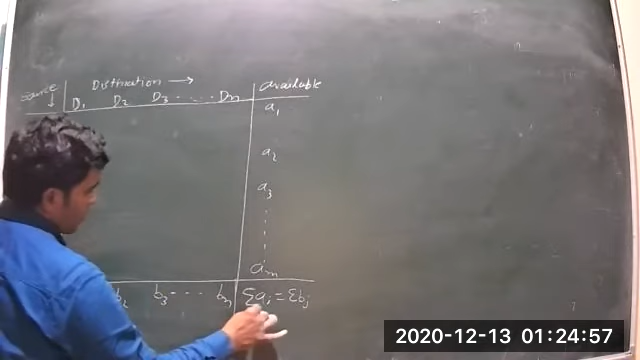 Source ↓ Distination → available
D1 D2 D3 ..... Dn
a1
a2
a3
am
b2 b3 - - - bn Σai = Σbj
2020-12-13 01:24:57